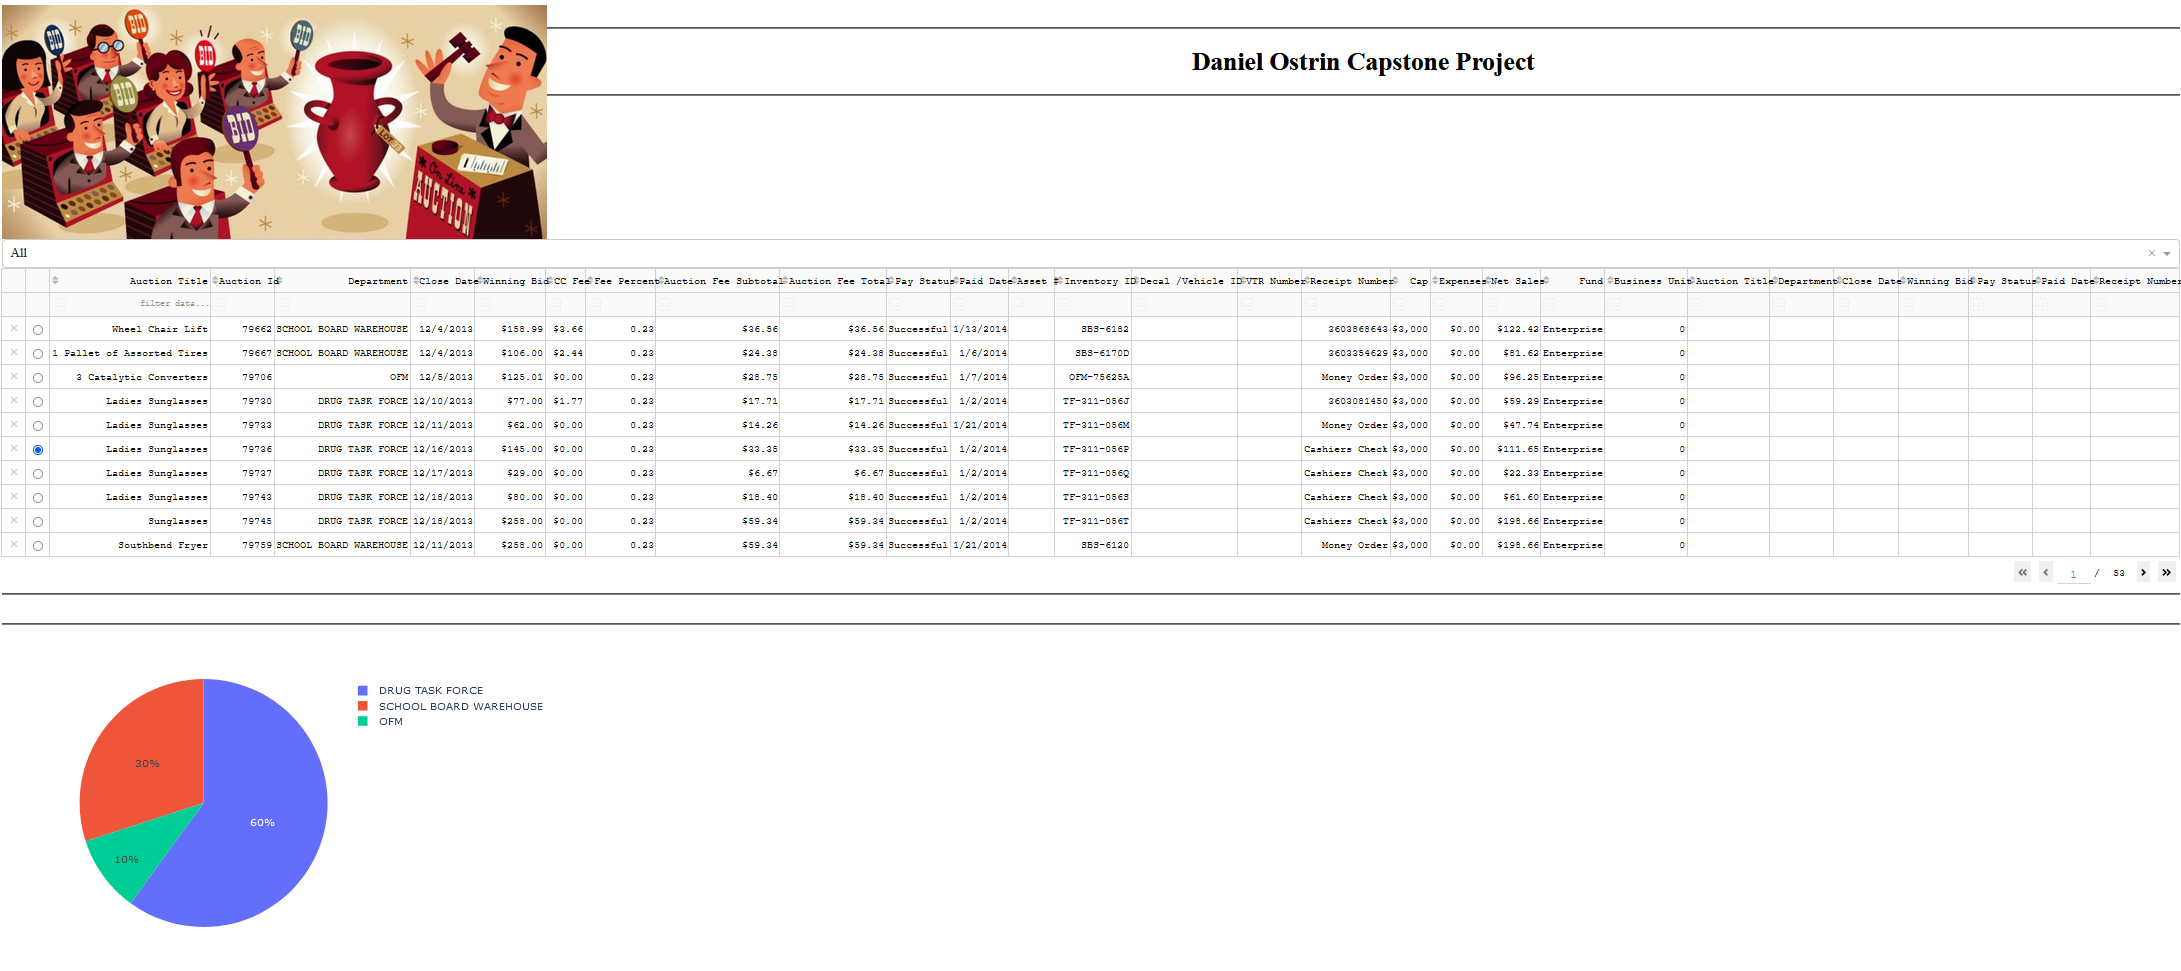 BID BID BID BID
BID BID
LOT 23
On Line
AUCTION
Daniel Ostrin Capstone Project
All
Auction Title Auction Id Department Close Date Winning Bid CC Fee Fee Percent Auction Fee Subtotal Auction Fee Total Pay Status Paid Date Asset # Inventory ID Decal /Vehicle ID VTR Number Receipt Number Cap Expenses Net Sales Fund Business Unit Auction Title Department Close Date Winning Bid Pay Status Paid Date Receipt Number
filter data...
Wheel Chair Lift 79662 SCHOOL BOARD WAREHOUSE 12/4/2013 $158.99 $3.66 0.23 $36.56 $36.56 Successful 1/13/2014 SBS-6182 3603868643 $3,000 $0.00 $122.42 Enterprise 0
1 Pallet of Assorted Tires 79667 SCHOOL BOARD WAREHOUSE 12/4/2013 $106.00 $2.44 0.23 $24.38 $24.38 Successful 1/6/2014 SBS-6170D 3603354629 $3,000 $0.00 $81.62 Enterprise 0
3 Catalytic Converters 79706 OFM 12/5/2013 $125.01 $0.00 0.23 $28.75 $28.75 Successful 1/7/2014 OFM-75625A Money Order $3,000 $0.00 $96.25 Enterprise 0
Ladies Sunglasses 79730 DRUG TASK FORCE 12/10/2013 $77.00 $1.77 0.23 $17.71 $17.71 Successful 1/2/2014 TF-311-056J 3603081450 $3,000 $0.00 $59.29 Enterprise 0
Ladies Sunglasses 79733 DRUG TASK FORCE 12/11/2013 $62.00 $0.00 0.23 $14.26 $14.26 Successful 1/21/2014 TF-311-056M Money Order $3,000 $0.00 $47.74 Enterprise 0
Ladies Sunglasses 79736 DRUG TASK FORCE 12/16/2013 $145.00 $0.00 0.23 $33.35 $33.35 Successful 1/2/2014 TF-311-056P Cashiers Check $3,000 $0.00 $111.65 Enterprise 0
Ladies Sunglasses 79737 DRUG TASK FORCE 12/17/2013 $29.00 $0.00 0.23 $6.67 $6.67 Successful 1/2/2014 TF-311-056Q Cashiers Check $3,000 $0.00 $22.33 Enterprise 0
Ladies Sunglasses 79743 DRUG TASK FORCE 12/18/2013 $80.00 $0.00 0.23 $18.40 $18.40 Successful 1/2/2014 TF-311-056S Cashiers Check $3,000 $0.00 $61.60 Enterprise 0
Sunglasses 79745 DRUG TASK FORCE 12/18/2013 $258.00 $0.00 0.23 $59.34 $59.34 Successful 1/2/2014 TF-311-056T Cashiers Check $3,000 $0.00 $198.66 Enterprise 0
Southbend Fryer 79759 SCHOOL BOARD WAREHOUSE 12/11/2013 $258.00 $0.00 0.23 $59.34 $59.34 Successful 1/21/2014 SBS-6120 Money Order $3,000 $0.00 $198.66 Enterprise 0
1 / 53
DRUG TASK FORCE
SCHOOL BOARD WAREHOUSE
OFM
30%
60%
10%